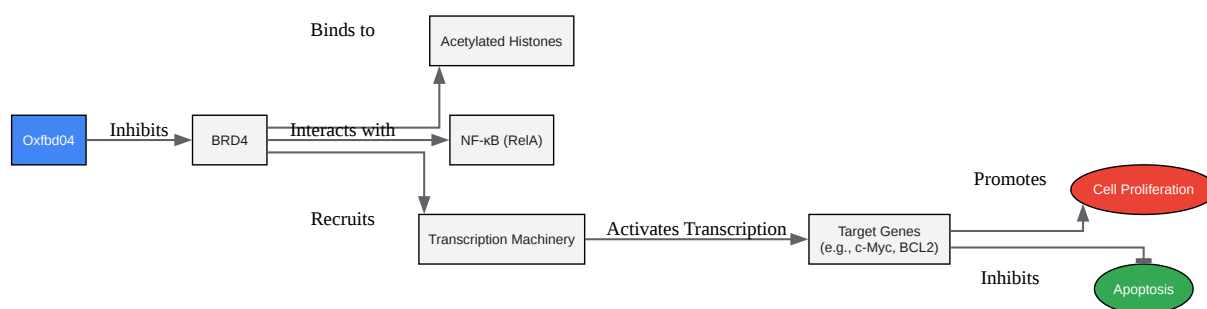 Binds to
Acetylated Histones
Oxfbd04
Inhibits
BRD4
Interacts with
NF-κB (RelA)
Recruits
Transcription Machinery
Activates Transcription
Target Genes
(e.g., c-Myc, BCL2)
Promotes
Cell Proliferation
Inhibits
Apoptosis